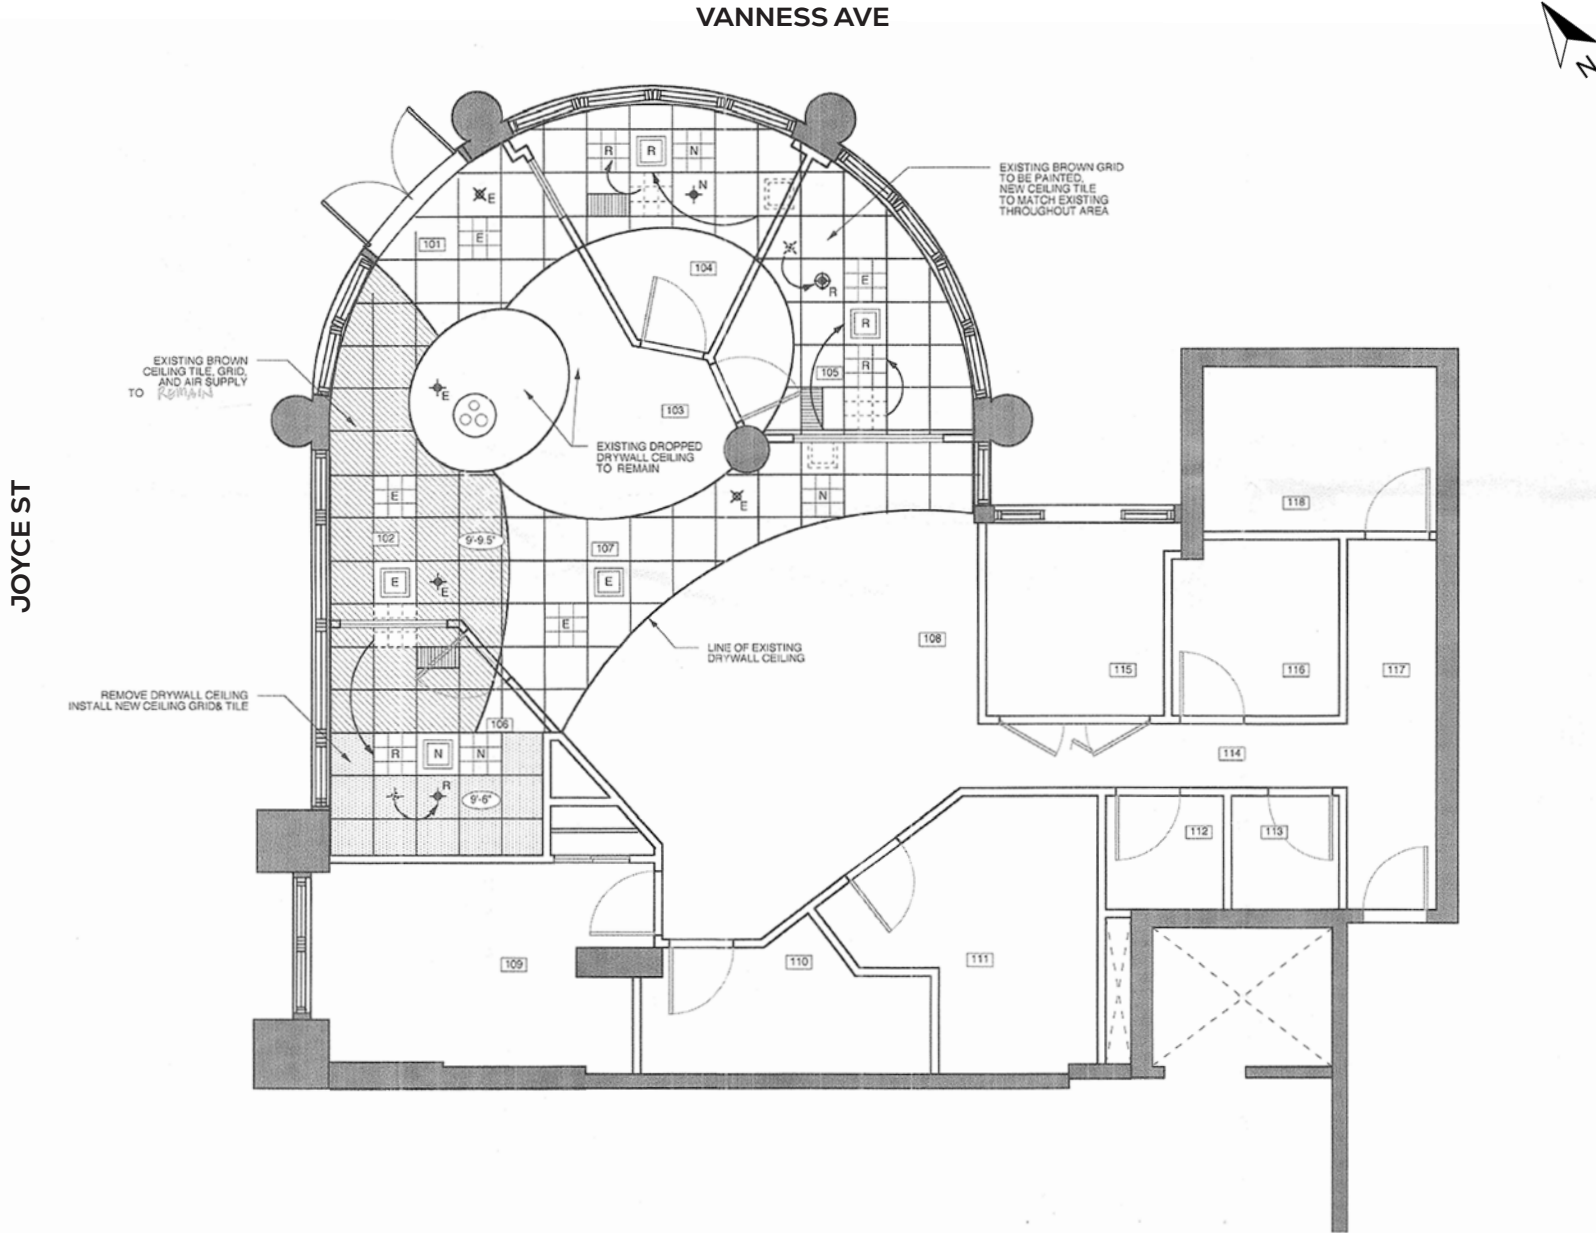 VANNESS AVE
N
JOYCE ST
R
R
N
EXISTING BROWN GRID
TO BE PAINTED,
NEW CEILING TILE
TO MATCH EXISTING
THROUGHOUT AREA
E
N
101
E
104
E
R
R
EXISTING BROWN
CEILING TILE, GRID,
AND AIR SUPPLY
TO REMAIN
105
R
E
103
EXISTING DROPPED
DRYWALL CEILING
TO REMAIN
E
E
N
118
102
9'-9.5"
107
E
E
E
E
108
LINE OF EXISTING
DRYWALL CEILING
115
116
117
REMOVE DRYWALL CEILING
INSTALL NEW CEILING GRID& TILE
106
R
N
N
114
R
9'-6"
112
113
109
110
111